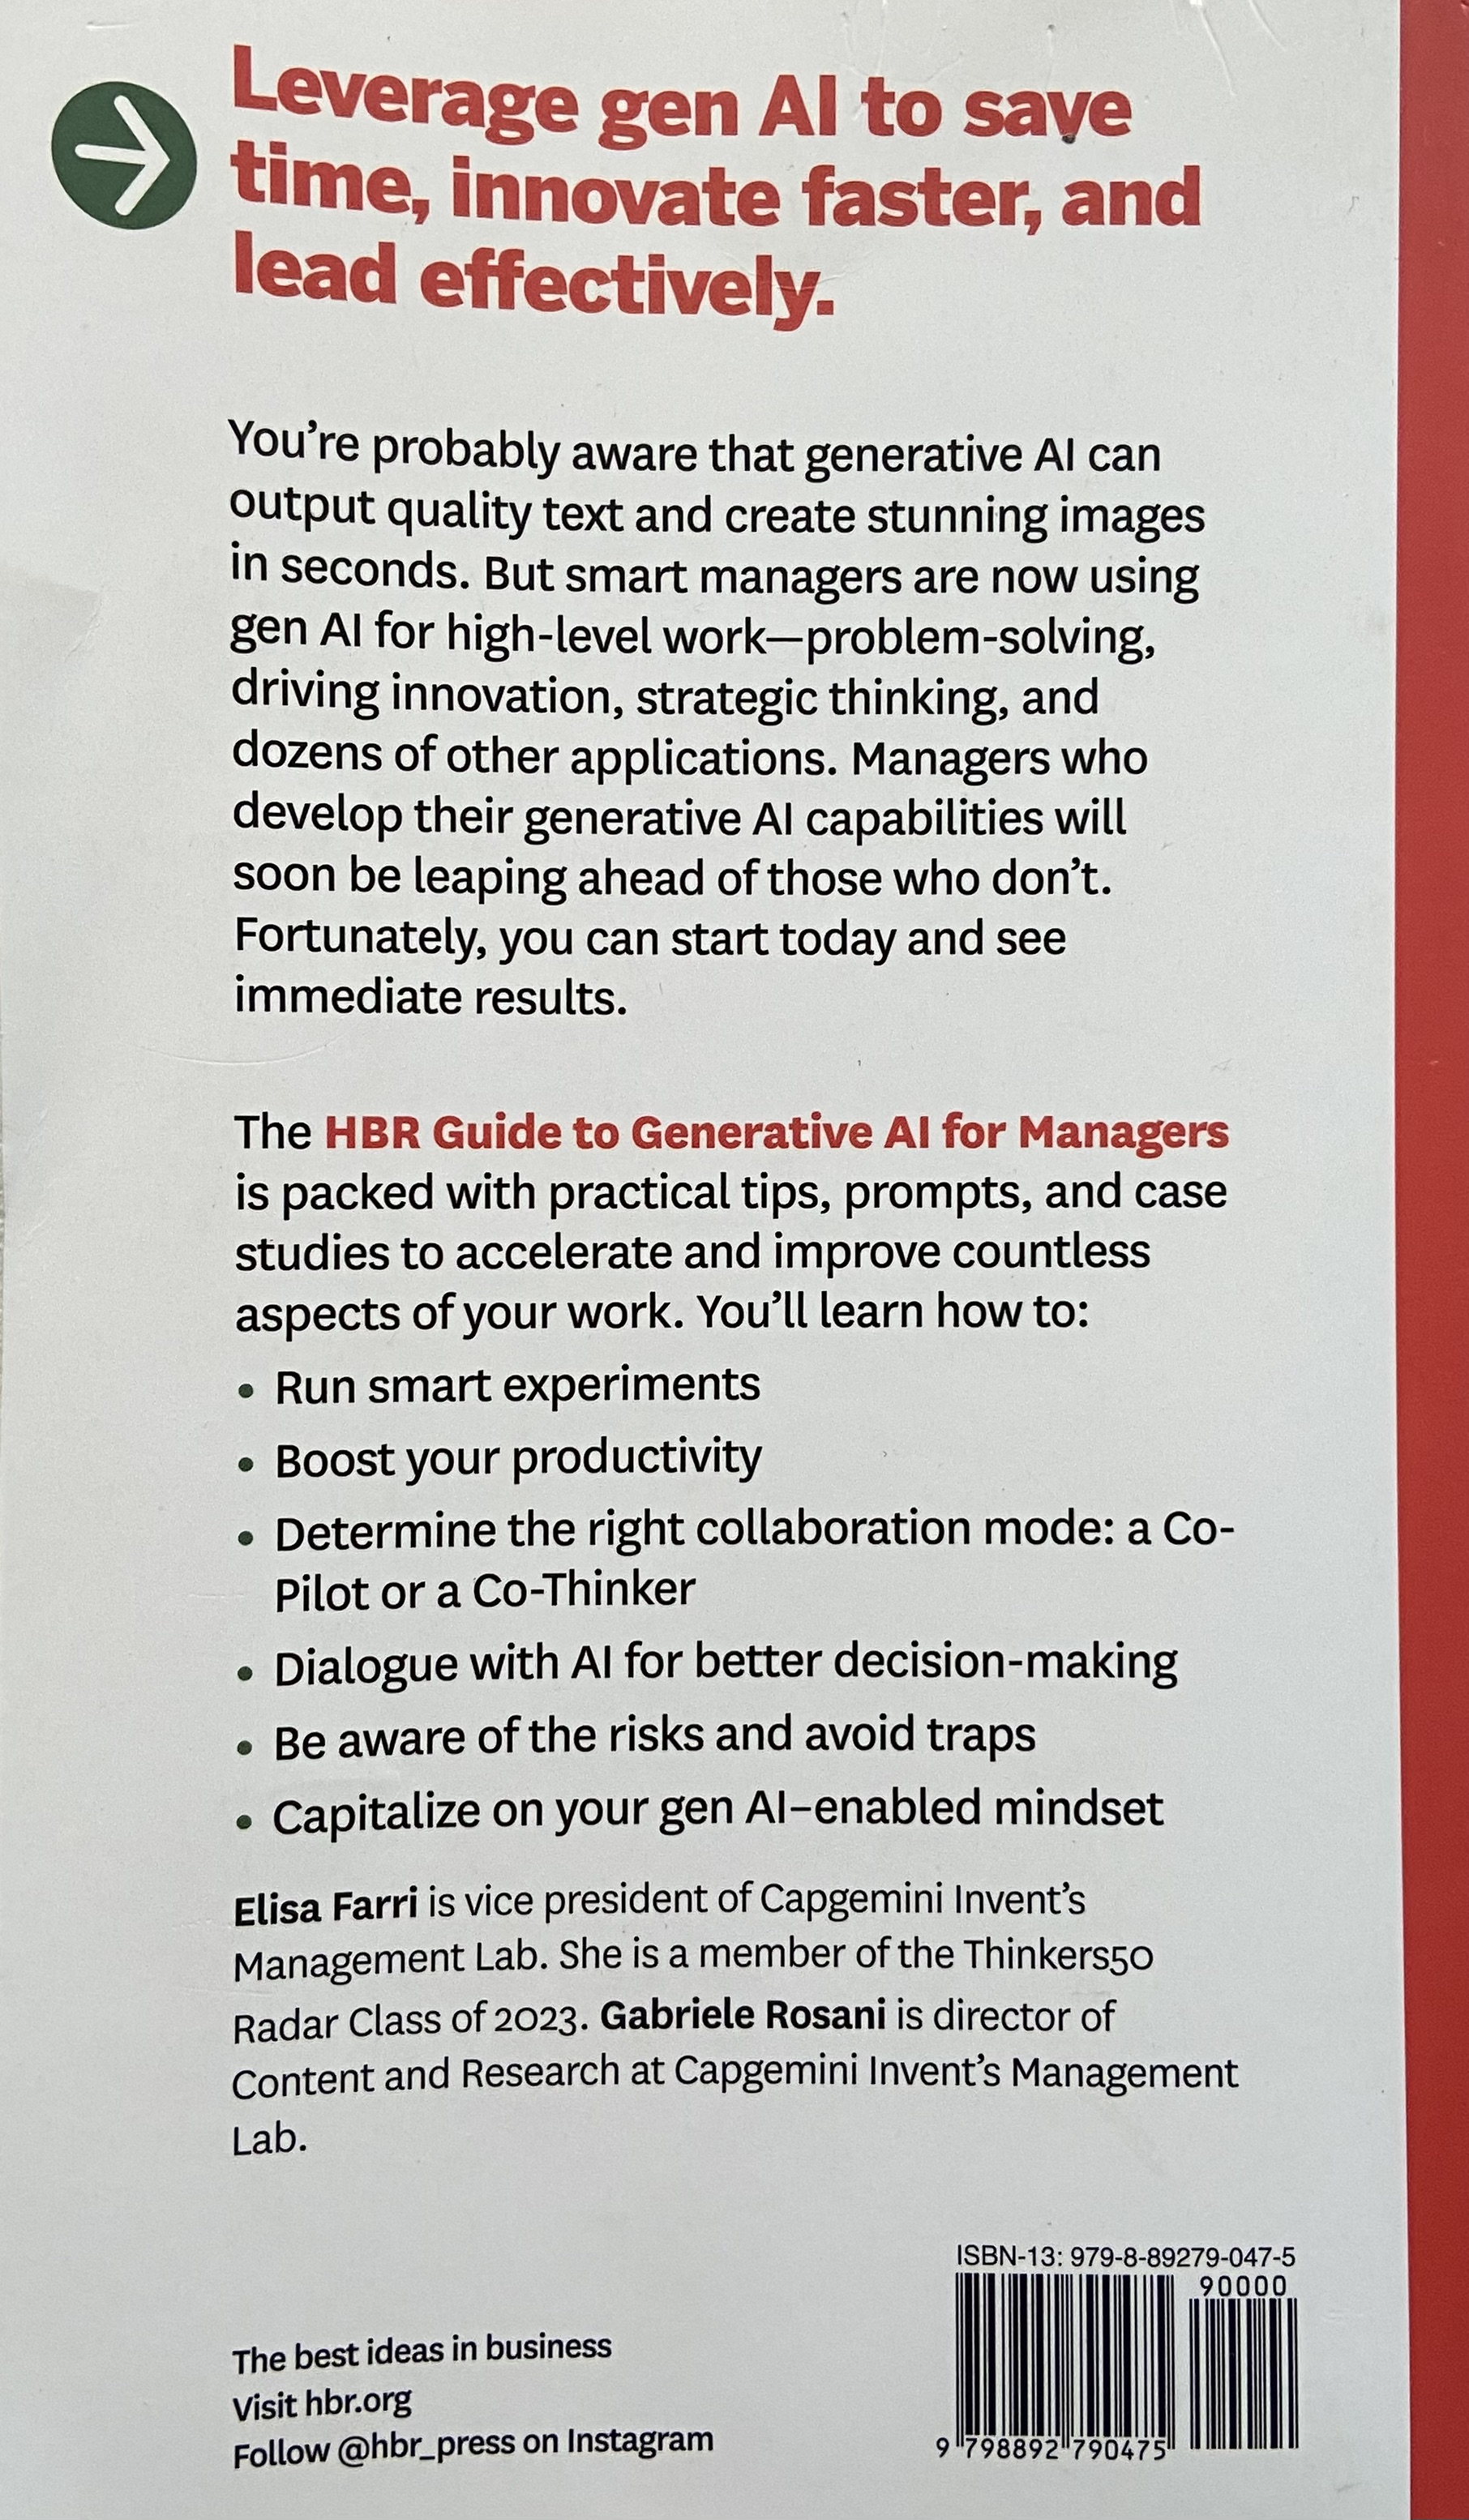 Leverage gen AI to save
time, innovate faster, and
lead effectively.
You’re probably aware that generative AI can
output quality text and create stunning images
in seconds. But smart managers are now using
gen AI for high-level work—problem-solving,
driving innovation, strategic thinking, and
dozens of other applications. Managers who
develop their generative AI capabilities will
soon be leaping ahead of those who don’t.
Fortunately, you can start today and see
immediate results.
The HBR Guide to Generative AI for Managers
is packed with practical tips, prompts, and case
studies to accelerate and improve countless
aspects of your work. You’ll learn how to:
• Run smart experiments
• Boost your productivity
• Determine the right collaboration mode: a Co-
Pilot or a Co-Thinker
• Dialogue with AI for better decision-making
• Be aware of the risks and avoid traps
• Capitalize on your gen AI–enabled mindset
Elisa Farri is vice president of Capgemini Invent’s
Management Lab. She is a member of the Thinkers50
Radar Class of 2023. Gabriele Rosani is director of
Content and Research at Capgemini Invent’s Management
Lab.
The best ideas in business
Visit hbr.org
Follow @hbr_press on Instagram
ISBN-13: 979-8-89279-047-5
90000
9 798892 790475